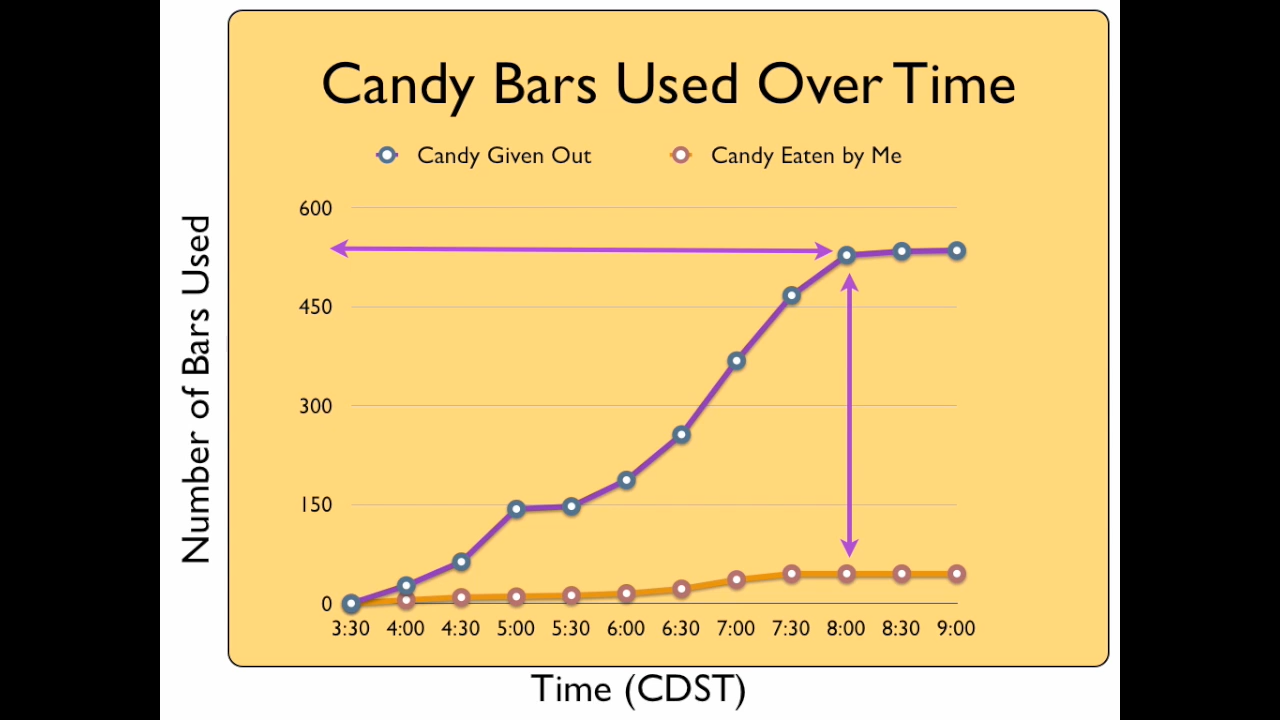 Candy Bars Used Over Time
Candy Given Out
Candy Eaten by Me
Number of Bars Used
600
450
300
150
0
3:30 4:00 4:30 5:00 5:30 6:00 6:30 7:00 7:30 8:00 8:30 9:00
Time (CDST)